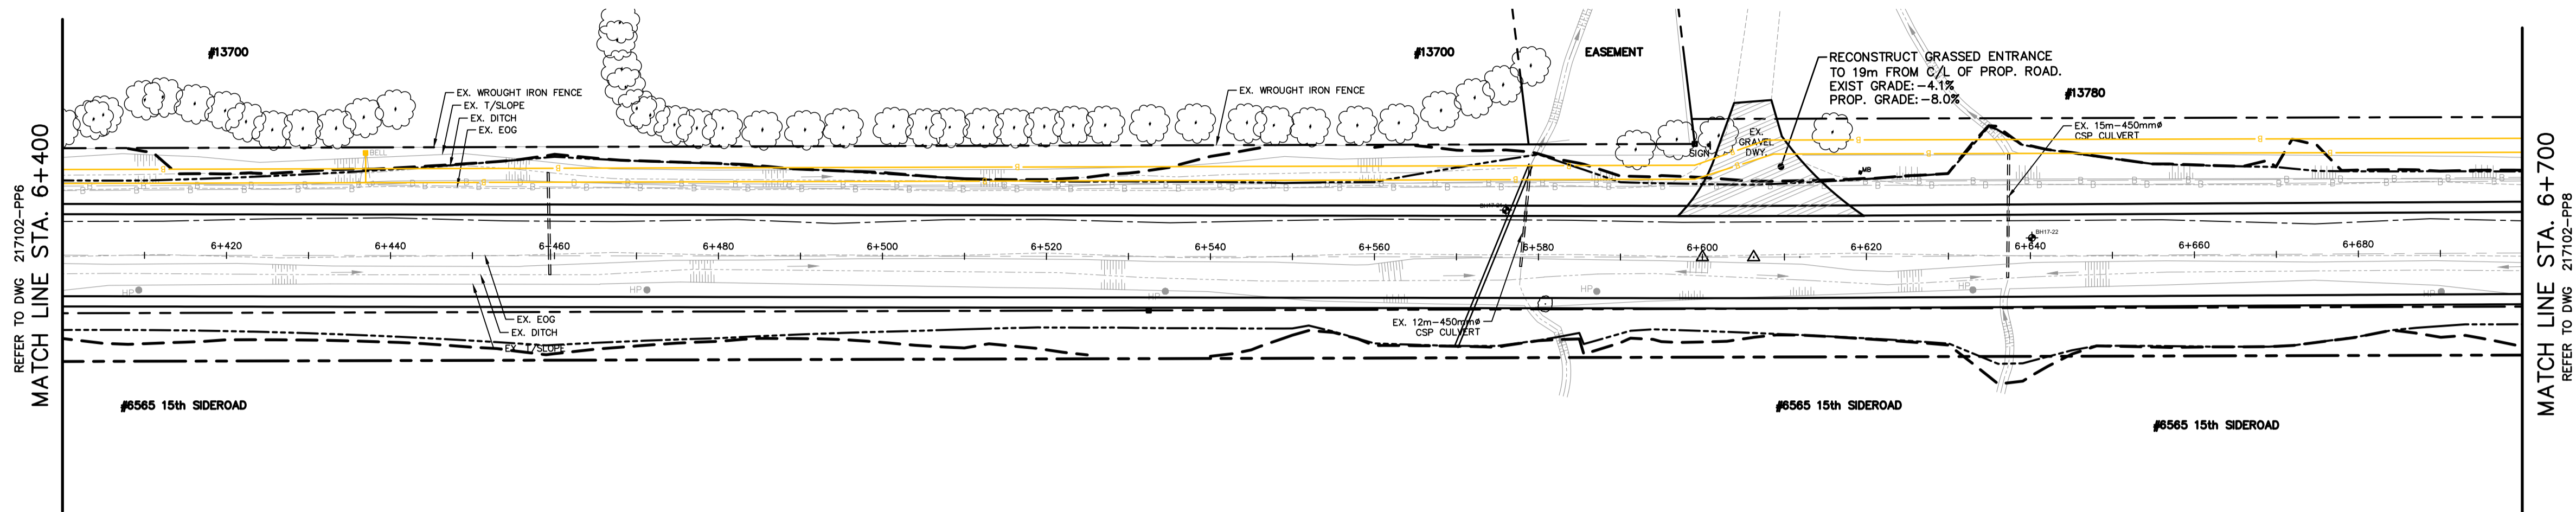 REFER TO DWG 217102-PP6
MATCH LINE STA. 6+400
#13700
EX. WROUGHT IRON FENCE
EX. T/SLOPE
EX. DITCH
EX. EOG
BELL
#13700
EX. WROUGHT IRON FENCE
EASEMENT
RECONSTRUCT GRASSED ENTRANCE
TO 19m FROM C/L OF PROP. ROAD.
EXIST GRADE:-4.1%
PROP. GRADE:-8.0%
#13780
EX. 15m-450mmø
CSP CULVERT
SIGN
EX.
GRAVEL
DWY
MB
BH17-22
6+420
6+440
6+460
6+480
6+500
6+520
6+540
6+560
6+580
6+600
6+620
6+640
6+660
6+680
HP
HP
HP
HP
HP
HP
EX. EOG
EX. DITCH
EX. T/SLOPE
EX. 12m-450mmø
CSP CULVERT
#6565 15th SIDEROAD
#6565 15th SIDEROAD
#6565 15th SIDEROAD
MATCH LINE STA. 6+700
REFER TO DWG 217102-PP8